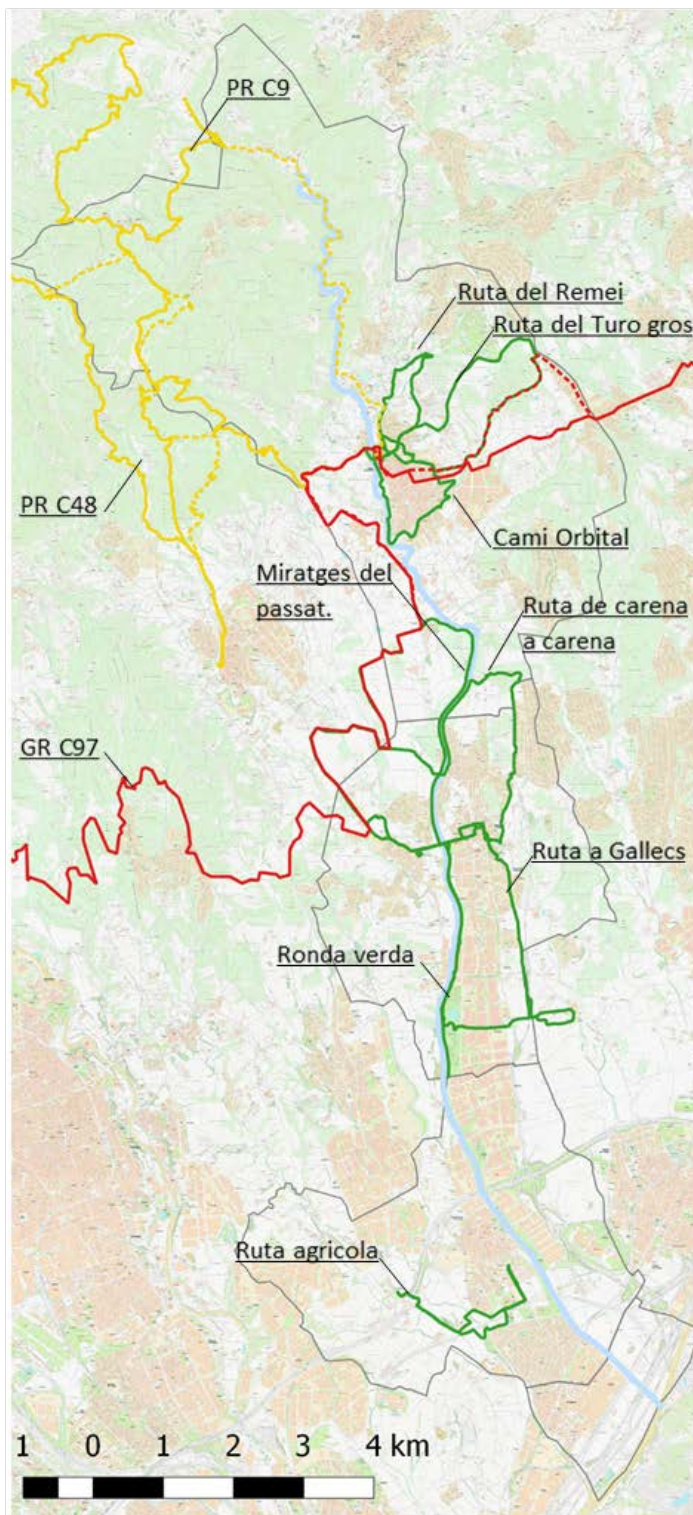 PR C9
Ruta del Remei
Ruta del Turo gros
PR C48
Cami Orbital
Miratges del
passat.
Ruta de carena
a carena
GR C97
Ruta a Gallecs
Ronda verda
Ruta agricola
1 0 1 2 3 4 km